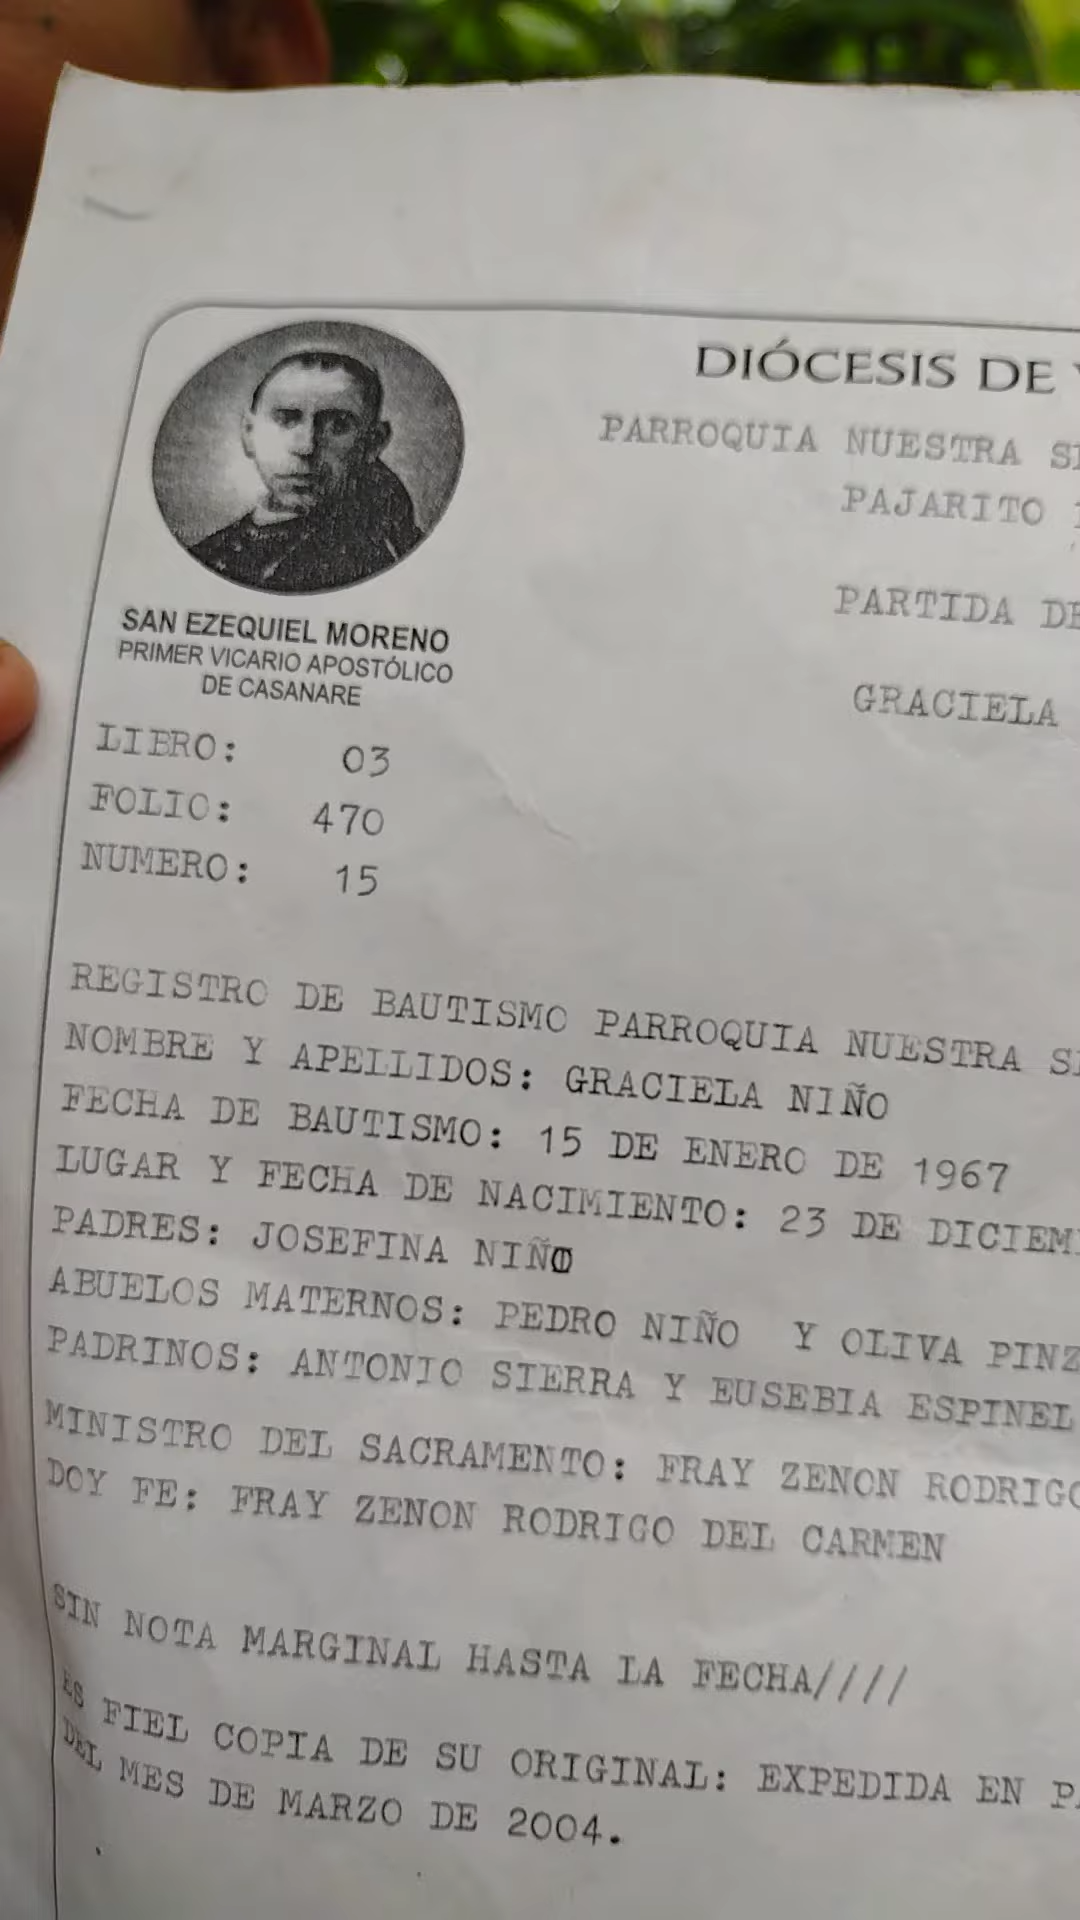 DIÓCESIS DE
PARROQUIA NUESTRA
PAJARITO
PARTIDA DE
GRACIELA
SAN EZEQUIEL MORENO
PRIMER VICARIO APOSTÓLICO
DE CASANARE
LIBRO: 03
FOLIO: 470
NUMERO: 15
REGISTRO DE BAUTISMO PARROQUIA NUESTRA
NOMBRE Y APELLIDOS: GRACIELA NIÑO
FECHA DE BAUTISMO: 15 DE ENERO DE 1967
LUGAR Y FECHA DE NACIMIENTO: 23 DE DICIEM
PADRES: JOSEFINA NIÑO
ABUELOS MATERNOS: PEDRO NIÑO Y OLIVA PINZ
PADRINOS: ANTONIO SIERRA Y EUSEBIA ESPINEL
MINISTRO DEL SACRAMENTO: FRAY ZENON RODRIGO
DOY FE: FRAY ZENON RODRIGO DEL CARMEN
SIN NOTA MARGINAL HASTA LA FECHA////
ES FIEL COPIA DE SU ORIGINAL: EXPEDIDA EN
DEL MES DE MARZO DE 2004.